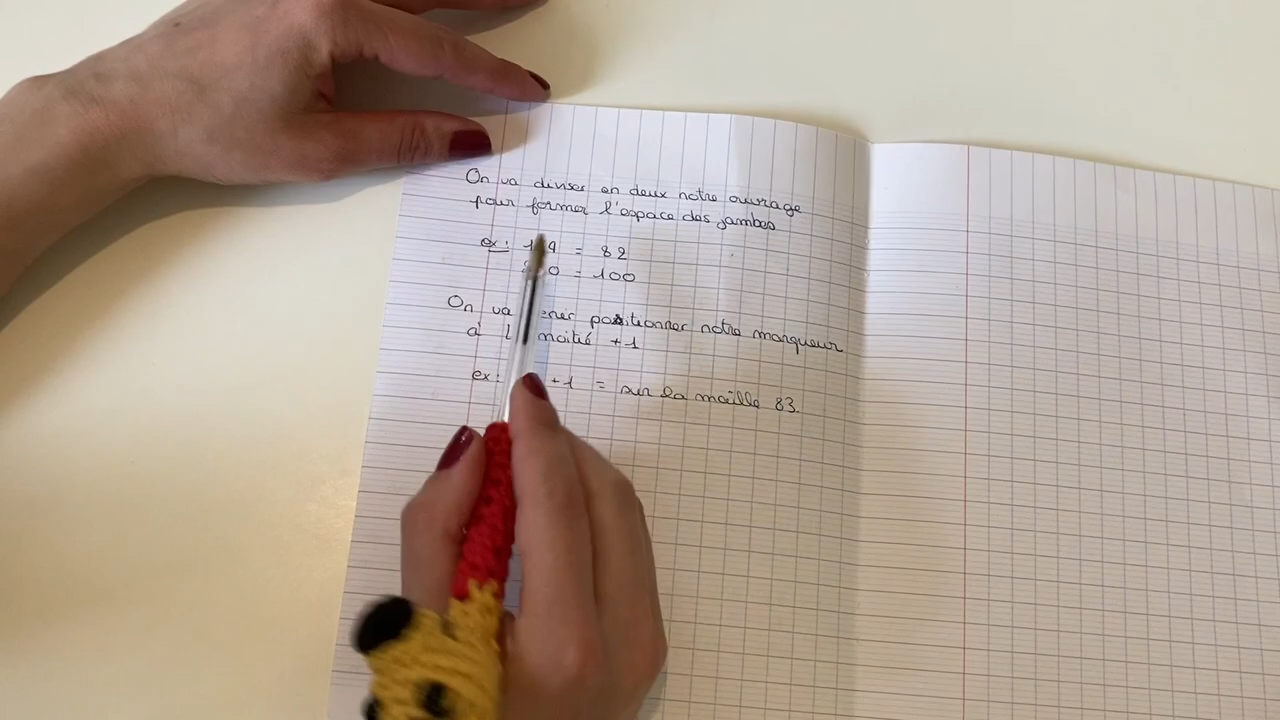 On va diviser en deux notre ouvrage
pour former l'espace des jambes
ex: = 82
= 100
On va positionner notre marqueur
à moitié +1
ex: +1 = sur la maille 83.